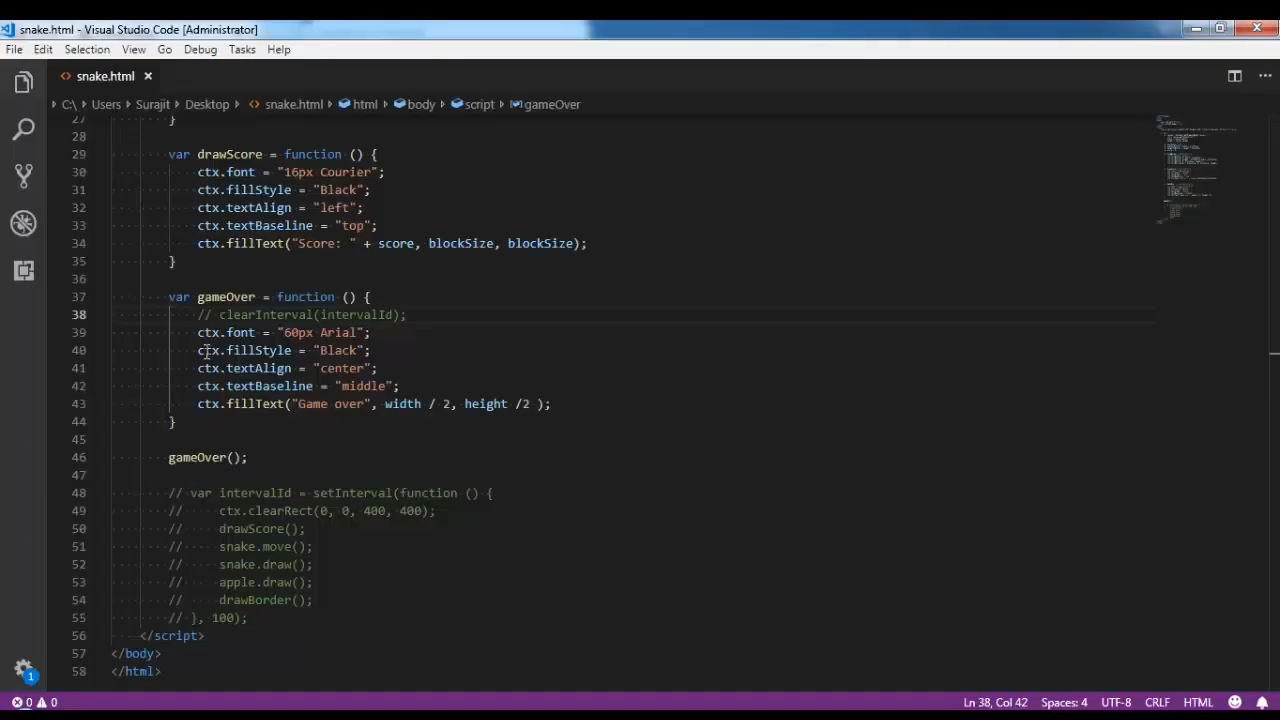 snake.html - Visual Studio Code [Administrator]
File Edit Selection View Go Debug Tasks Help
snake.html
C:\ Users Surajit Desktop snake.html html body script gameOver
27 }
28
29 var drawScore = function () {
30 ctx.font = "16px Courier";
31 ctx.fillStyle = "Black";
32 ctx.textAlign = "left";
33 ctx.textBaseline = "top";
34 ctx.fillText("Score: " + score, blockSize, blockSize);
35 }
36
37 var gameOver = function () {
38 // clearInterval(intervalId);
39 ctx.font = "60px Arial";
40 ctx.fillStyle = "Black";
41 ctx.textAlign = "center";
42 ctx.textBaseline = "middle";
43 ctx.fillText("Game over", width / 2, height /2 );
44 }
45
46 gameOver();
47
48 // var intervalId = setInterval(function () {
49 // ctx.clearRect(0, 0, 400, 400);
50 // drawScore();
51 // snake.move();
52 // snake.draw();
53 // apple.draw();
54 // drawBorder();
55 // }, 100);
56 </script>
57 </body>
58 </html>
1
0 0 Ln 38, Col 42 Spaces: 4 UTF-8 CRLF HTML